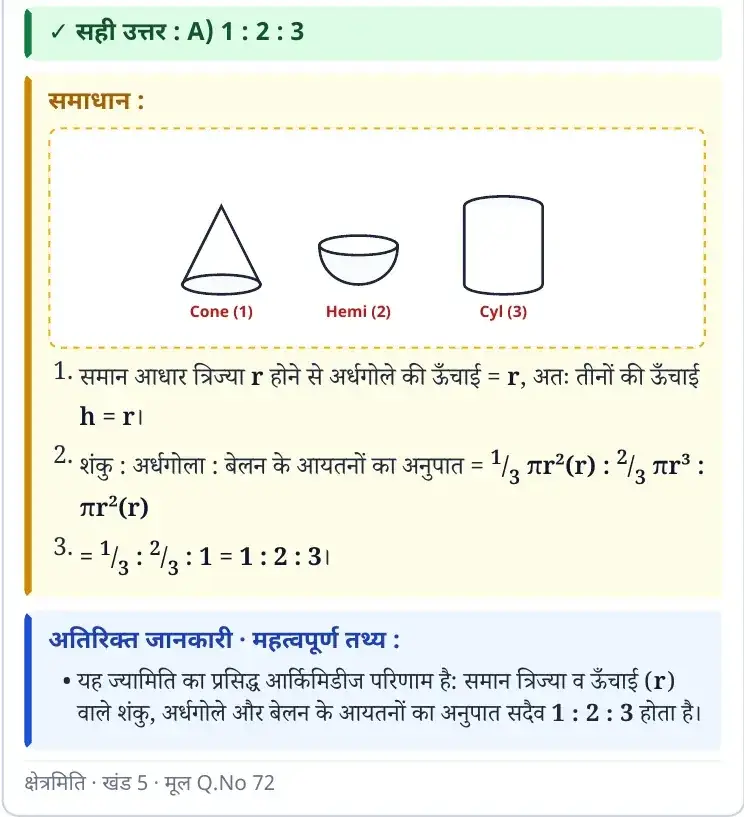 ✓ सही उत्तर : A) 1 : 2 : 3
समाधान :
Cone (1) Hemi (2) Cyl (3)
1. समान आधार त्रिज्या r होने से अर्धगोले की ऊँचाई = r, अतः तीनों की ऊँचाई
h = r।
2. शंकु : अर्धगोला : बेलन के आयतनों का अनुपात = ¹/₃ πr²(r) : ²/₃ πr³ :
πr²(r)
3. = ¹/₃ : ²/₃ : 1 = 1 : 2 : 3।
अतिरिक्त जानकारी · महत्वपूर्ण तथ्य :
• यह ज्यामिति का प्रसिद्ध आर्किमिडीज परिणाम है: समान त्रिज्या व ऊँचाई (r)
वाले शंकु, अर्धगोले और बेलन के आयतनों का अनुपात सदैव 1 : 2 : 3 होता है।
क्षेत्रमिति · खंड 5 · मूल Q.No 72